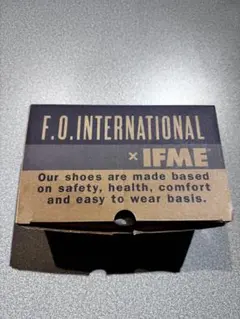 F.O.INTERNATIONAL
× IFME
Our shoes are made based
on safety, health, comfort
and easy to wear basis.